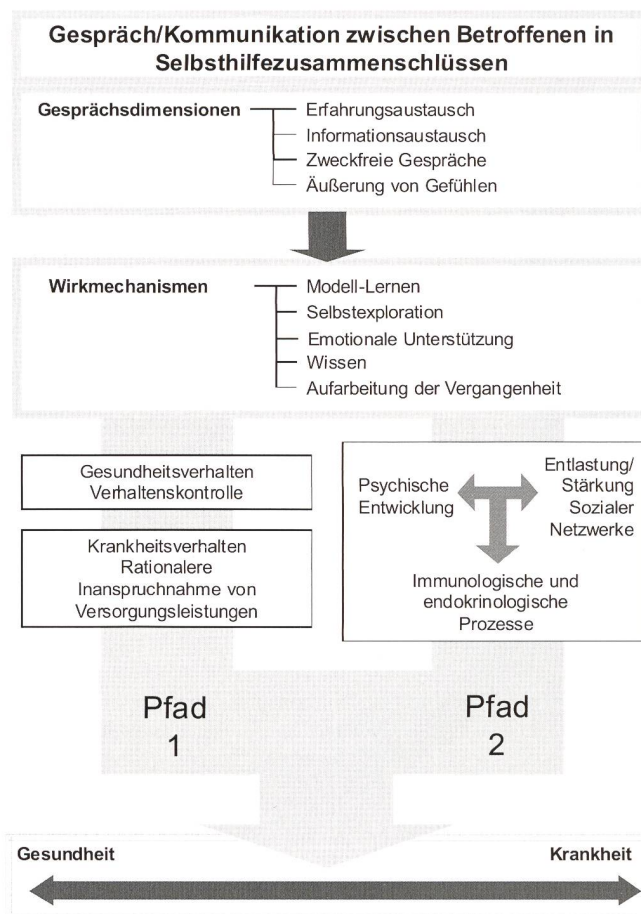 Gespräch/Kommunikation zwischen Betroffenen in
Selbsthilfezusammenschlüssen
Gesprächsdimensionen
Erfahrungsaustausch
Informationsaustausch
Zweckfreie Gespräche
Äußerung von Gefühlen
Wirkmechanismen
Modell-Lernen
Selbstexploration
Emotionale Unterstützung
Wissen
Aufarbeitung der Vergangenheit
Gesundheitsverhalten
Verhaltenskontrolle
Krankheitsverhalten
Rationalere
Inanspruchnahme von
Versorgungsleistungen
Psychische
Entwicklung
Entlastung/
Stärkung
Sozialer
Netzwerke
Immunologische und
endokrinologische
Prozesse
Pfad
1
Pfad
2
Gesundheit
Krankheit